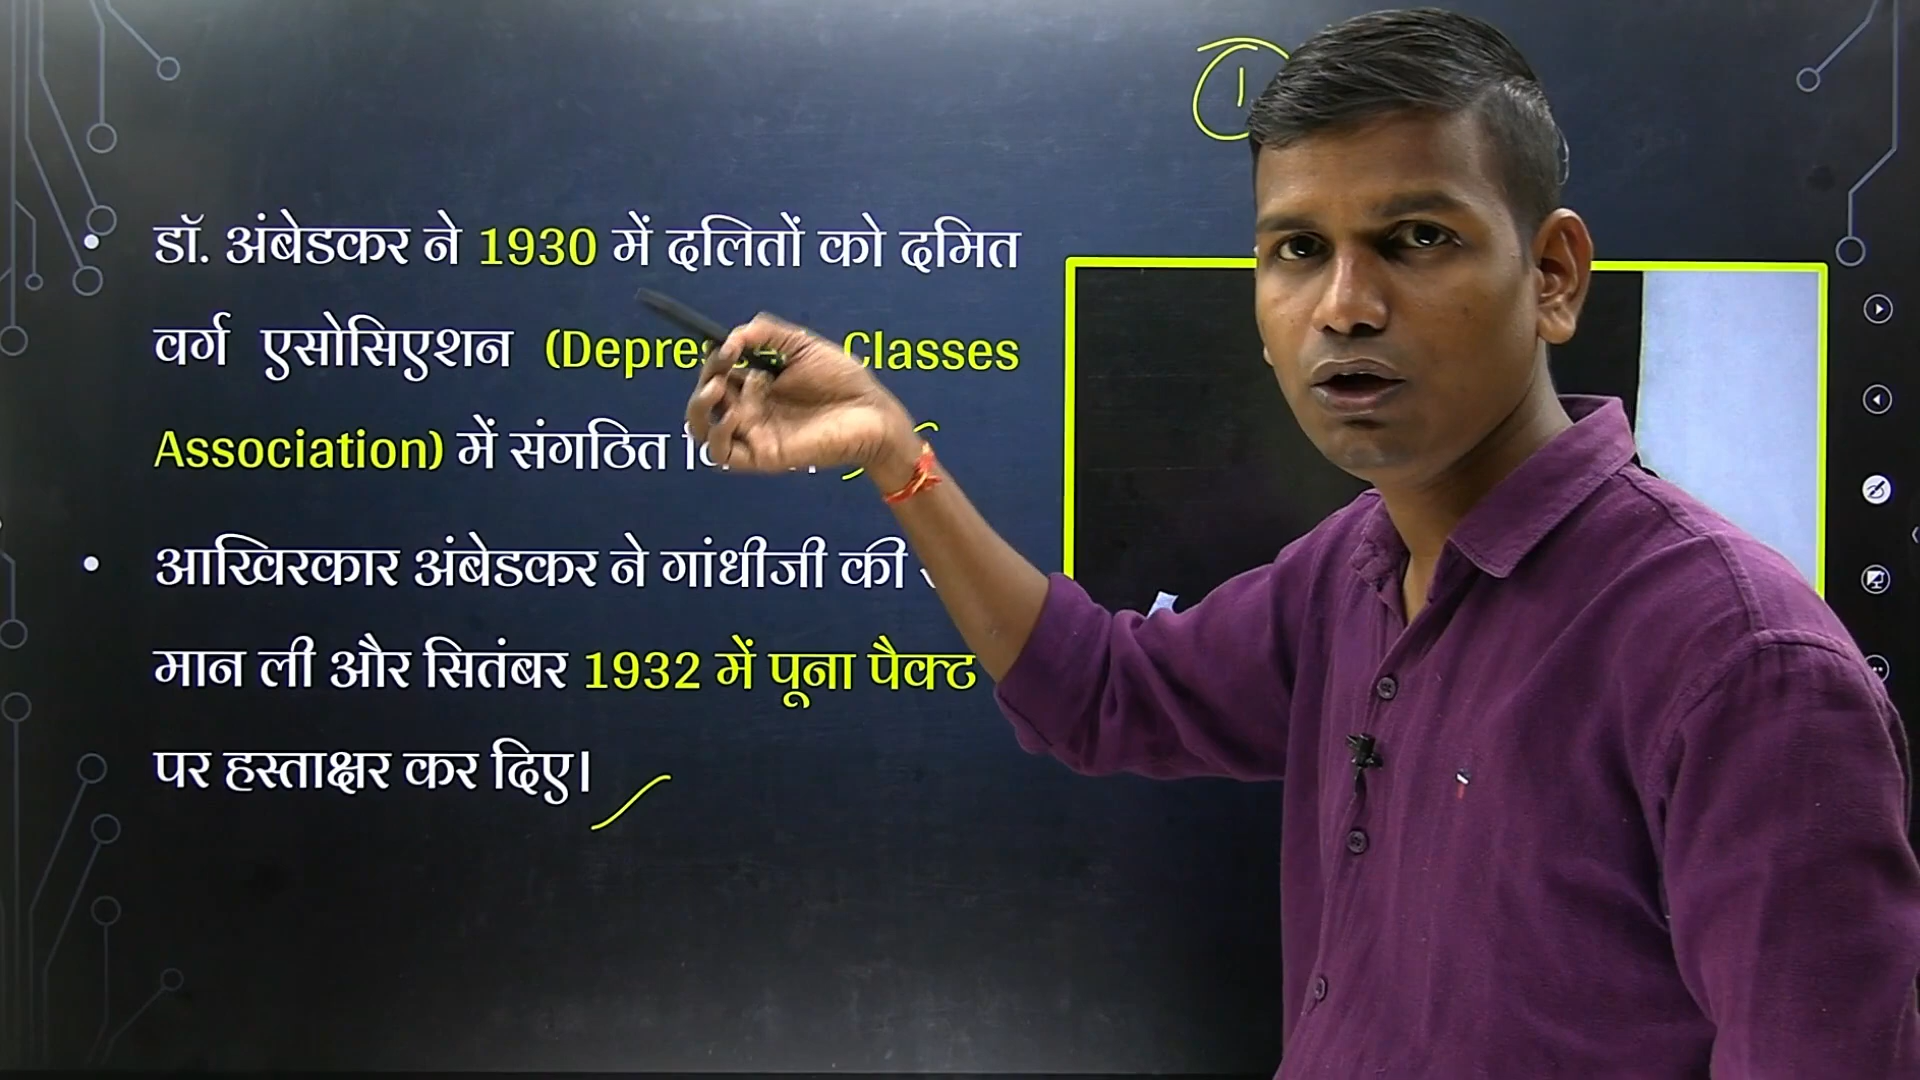 1
डॉ. अंबेडकर ने 1930 में दलितों को दमित
वर्ग एसोसिएशन (Depres Classes
Association) में संगठित
आखिरकार अंबेडकर ने गांधीजी की
मान ली और सितंबर 1932 में पूना पैक्ट
पर हस्ताक्षर कर दिए।